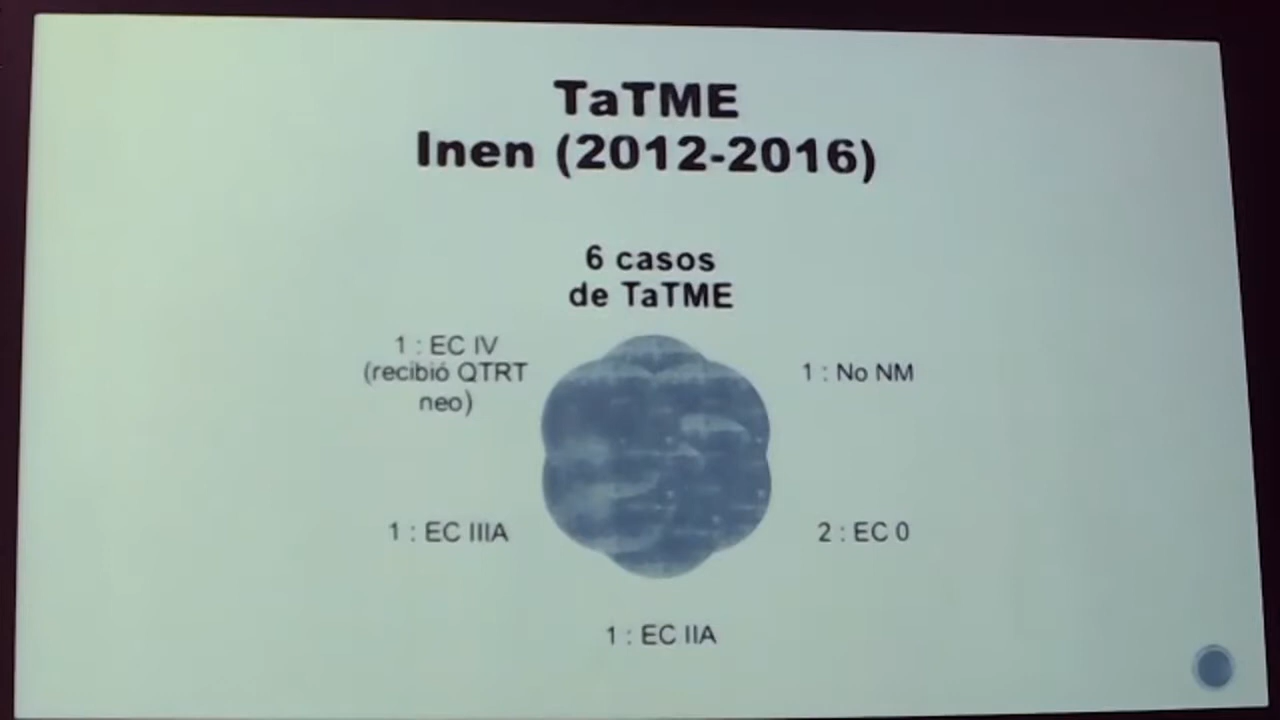 TaTME
Inen (2012-2016)
6 casos
de TaTME
1 : EC IV
(recibió QTRT
neo)
1 : No NM
1 : EC IIIA
2 : EC 0
1 : EC IIA